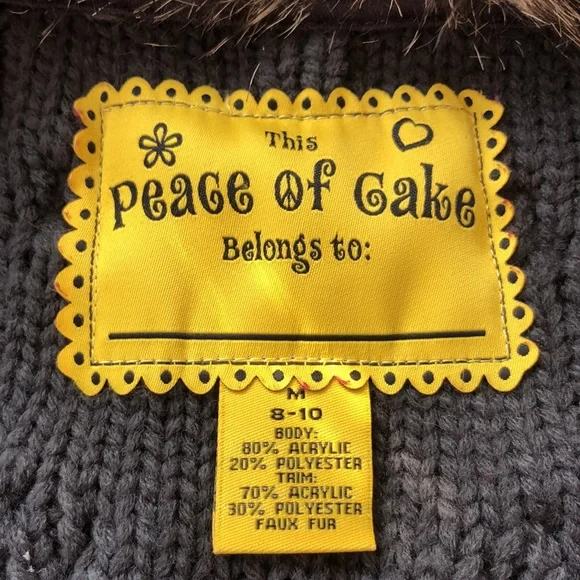 This
Peace of Cake
Belongs to:
M
8-10
BODY:
80% ACRYLIC
20% POLYESTER
TRIM:
70% ACRYLIC
30% POLYESTER
FAUX FUR